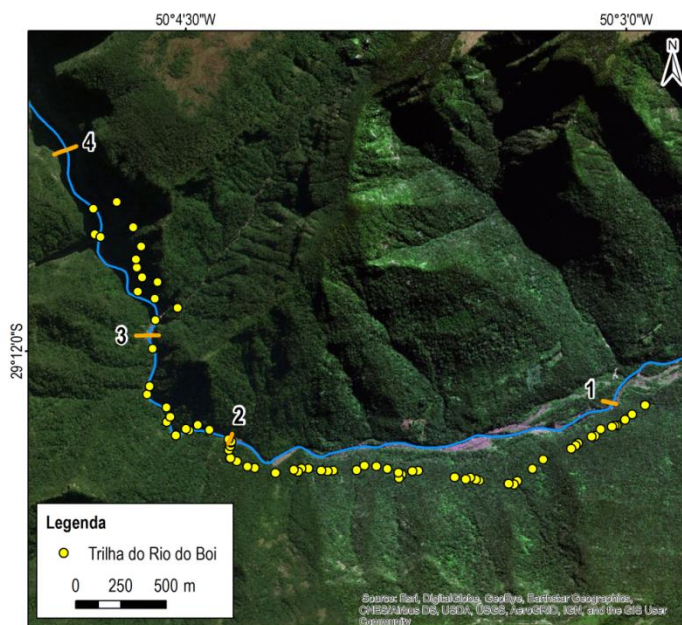 50°4'30"W
50°3'0"W
N
4
3
29°12'0"S
1
2
Legenda
Trilha do Rio do Boi
0 250 500 m
Source: Esri, DigitalGlobe, GeoEye, Earthstar Geographics,
CNES/Airbus DS, USDA, USGS, AeroGRID, IGN, and the GIS User
Community